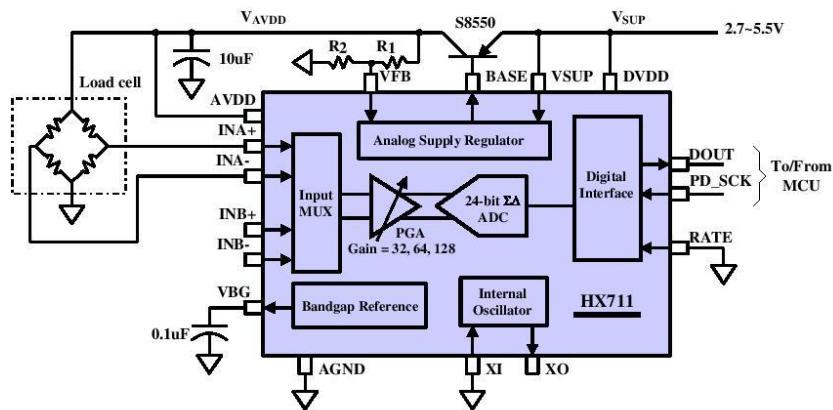 VAVDD
S8550
VSUP
2.7~5.5V
10uF
R2
R1
Load cell
VFB
BASE
VSUP
DVDD
AVDD
INA+
INA-
INB+
INB-
VBG
0.1uF
Analog Supply Regulator
Input
MUX
PGA
Gain = 32, 64, 128
24-bit ΣΔ
ADC
Digital
Interface
DOUT
PD_SCK
RATE
To/From
MCU
Bandgap Reference
Internal
Oscillator
HX711
AGND
XI
XO